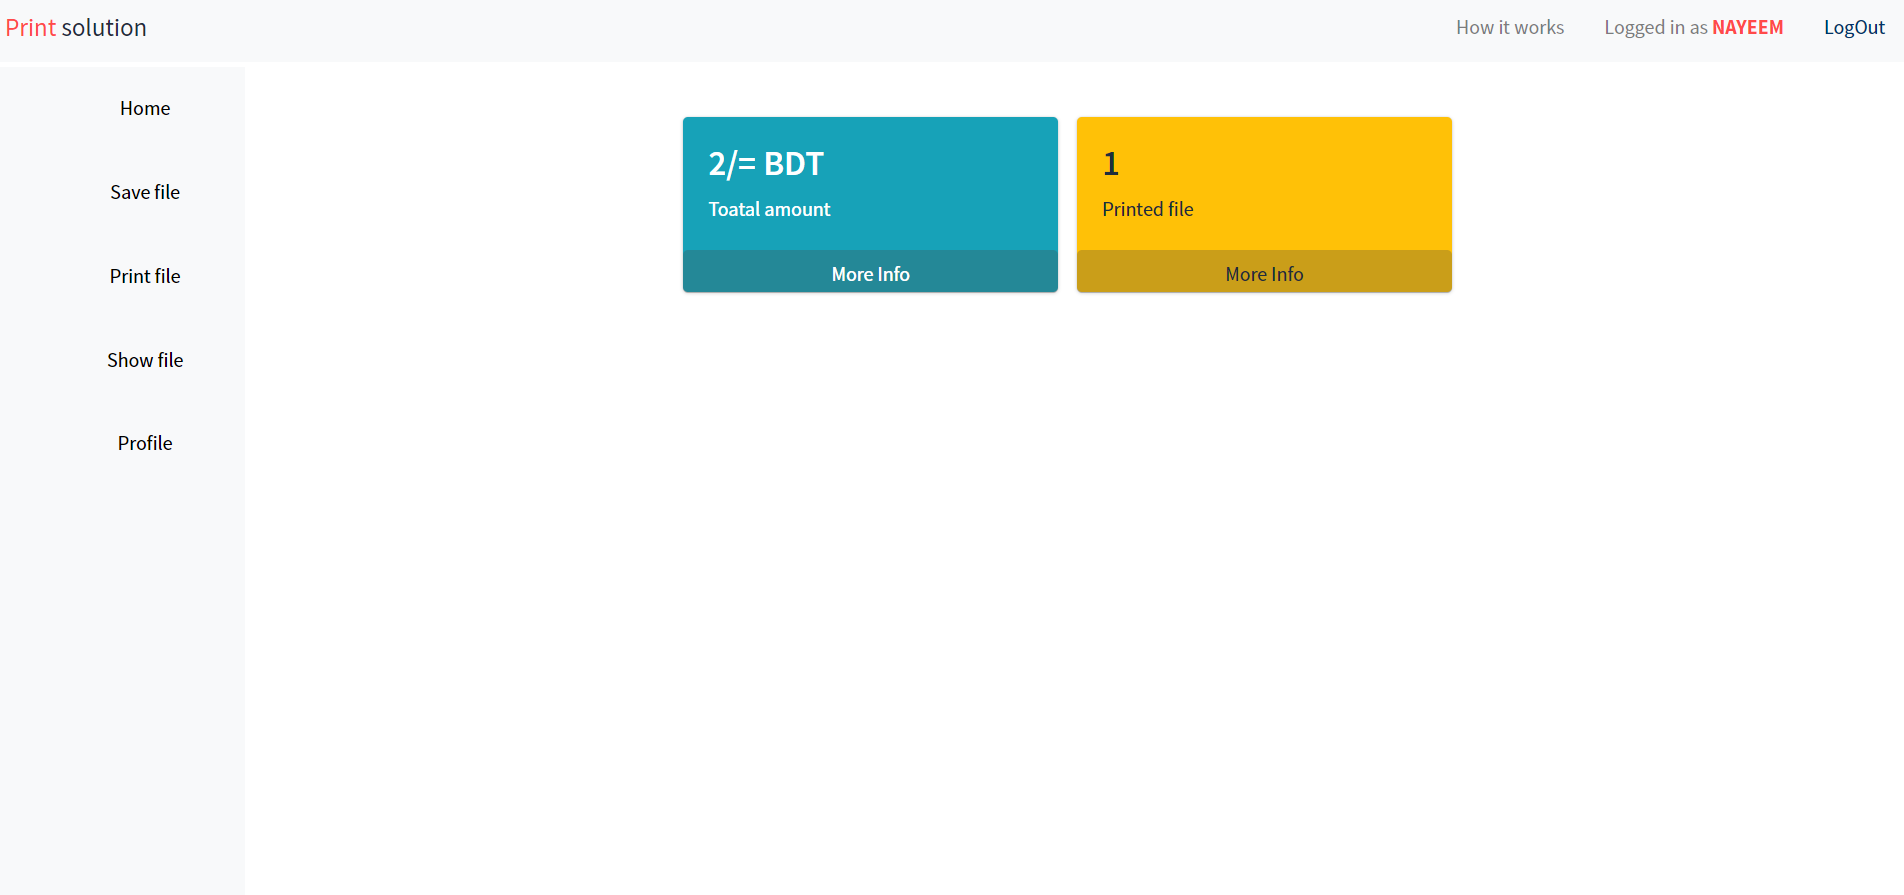 Print solution
How it works
Logged in as NAYEEM
LogOut
Home
Save file
Print file
Show file
Profile
2/= BDT
Toatal amount
More Info
1
Printed file
More Info